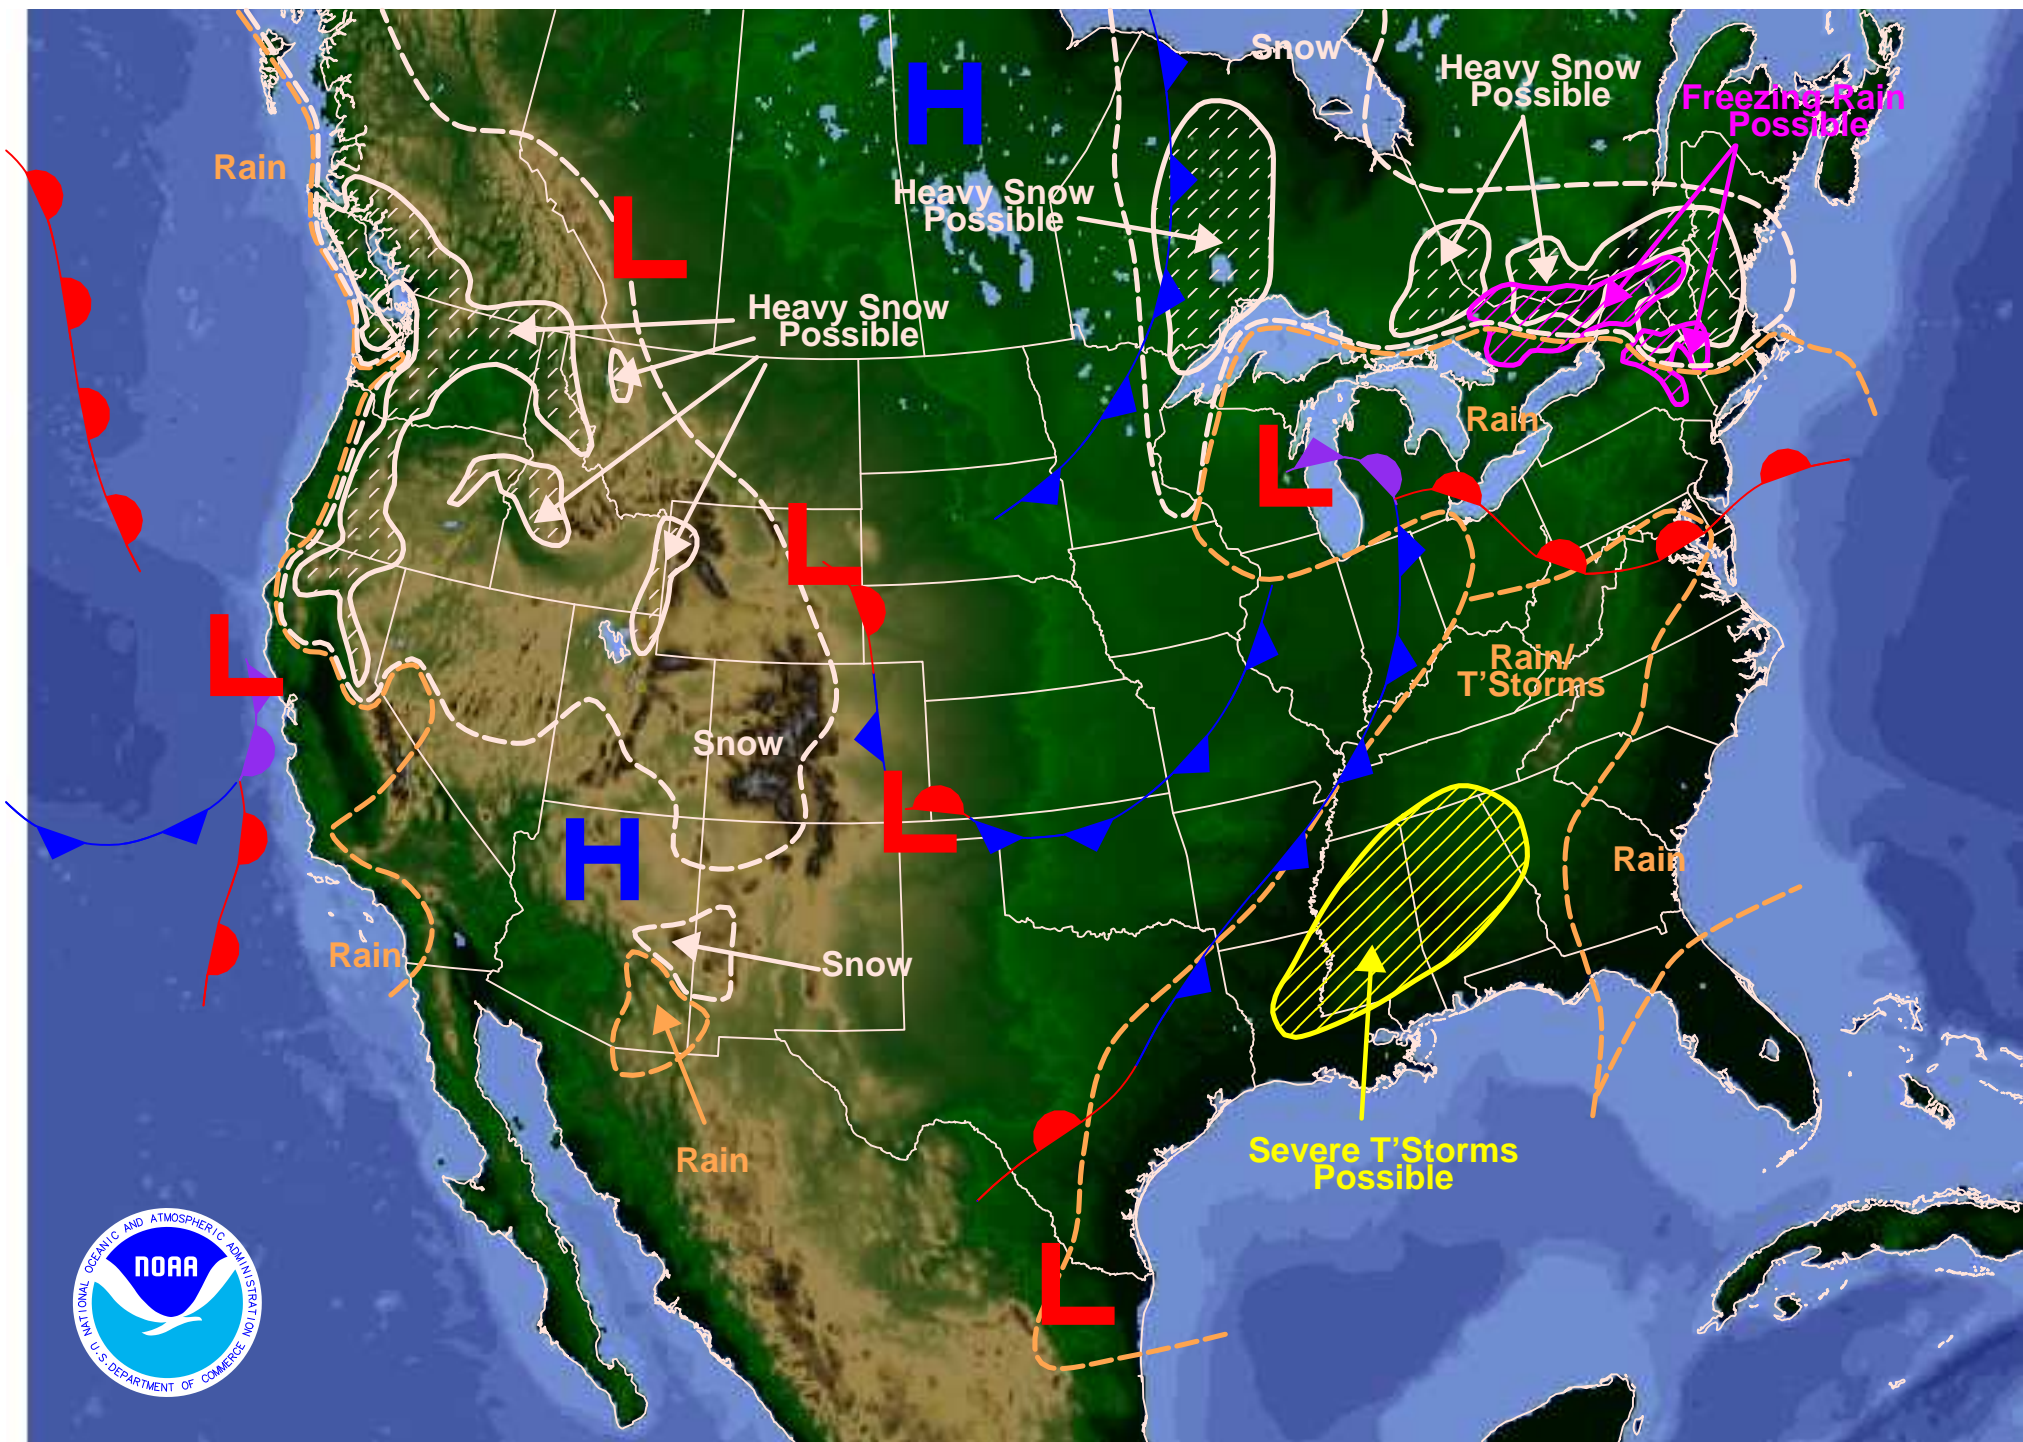 Snow
Heavy Snow
Possible
Freezing Rain
Possible
H
Rain
Heavy Snow
Possible
L
Heavy Snow
Possible
Rain
L
L
L
Rain/
T'Storms
Snow
L
H
Rain
Rain
Snow
Rain
Severe T'Storms
Possible
L
NATIONAL OCEANIC AND ATMOSPHERIC ADMINISTRATION
NOAA
U.S. DEPARTMENT OF COMMERCE